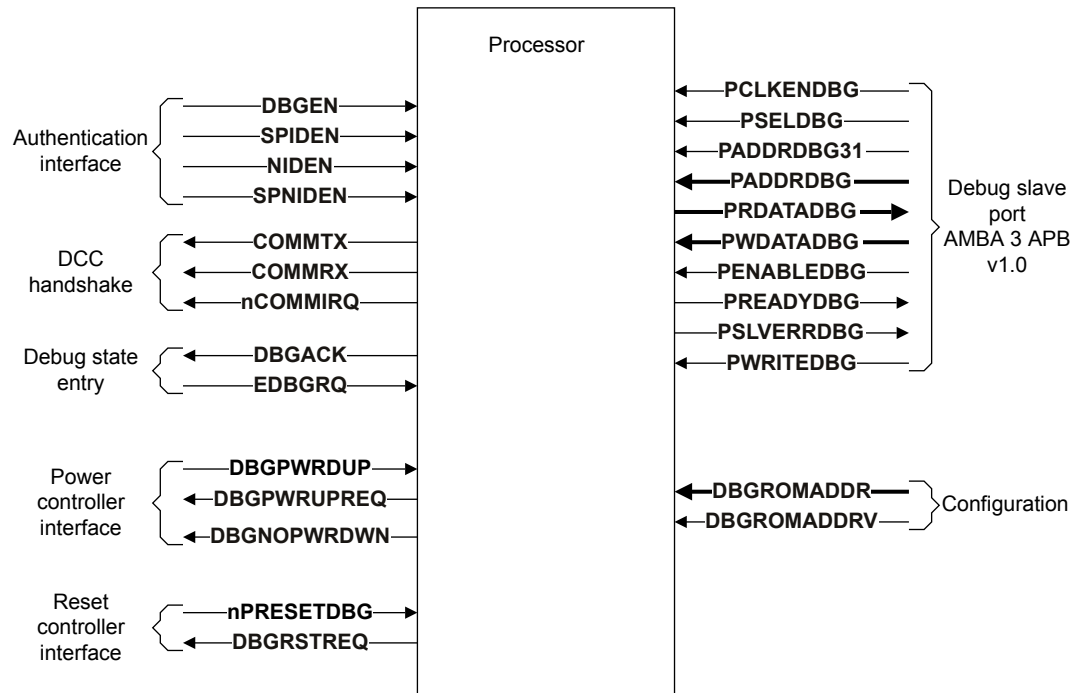 Processor
Authentication
interface
DBGEN
SPIDEN
NIDEN
SPNIDEN
DCC
handshake
COMMTX
COMMRX
nCOMMIRQ
Debug state
entry
DBGACK
EDBGRQ
Power
controller
interface
DBGPWRDUP
DBGPWRUPREQ
DBGNOPWRDWN
Reset
controller
interface
nPRESETDBG
DBGRSTREQ
PCLKENDBG
PSELDBG
PADDRDBG31
PADDRDBG
PRDATADBG
PWDATADBG
PENABLEDBG
PREADYDBG
PSLVERRDBG
PWRITEDBG
Debug slave
port
AMBA 3 APB
v1.0
DBGROMADDR
DBGROMADDRV
Configuration